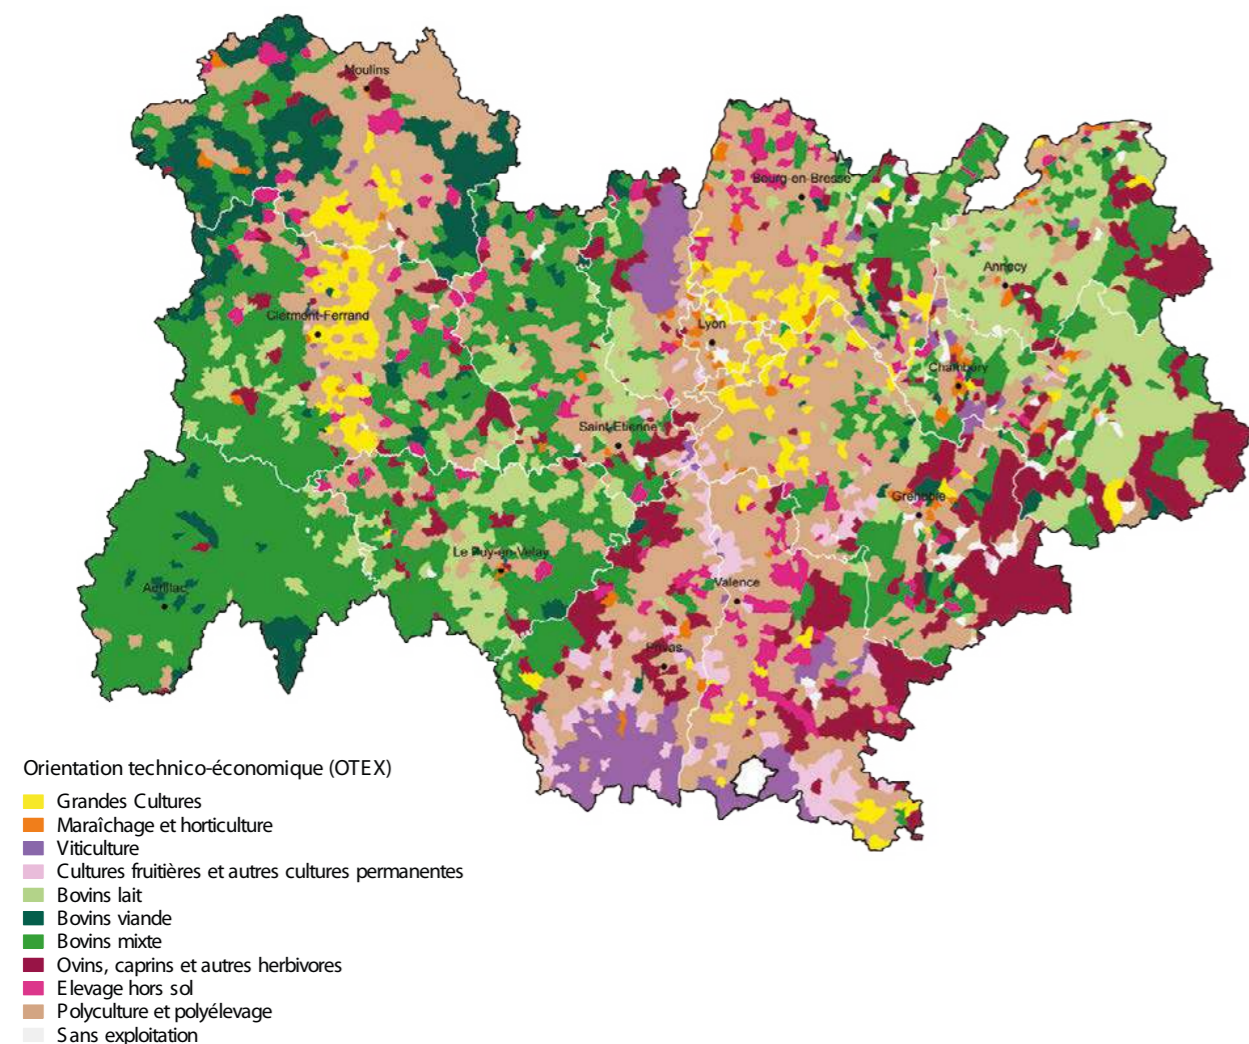 Moulins
Bourg-en-Bresse
Annecy
Clermont-Ferrand
Lyon
Chambéry
Saint-Etienne
Grenoble
Le Puy-en-Velay
Valence
Aurillac
Privas
Orientation technico-économique (OTEX)
Grandes Cultures
Maraîchage et horticulture
Viticulture
Cultures fruitières et autres cultures permanentes
Bovins lait
Bovins viande
Bovins mixte
Ovins, caprins et autres herbivores
Elevage hors sol
Polyculture et polyélevage
Sans exploitation